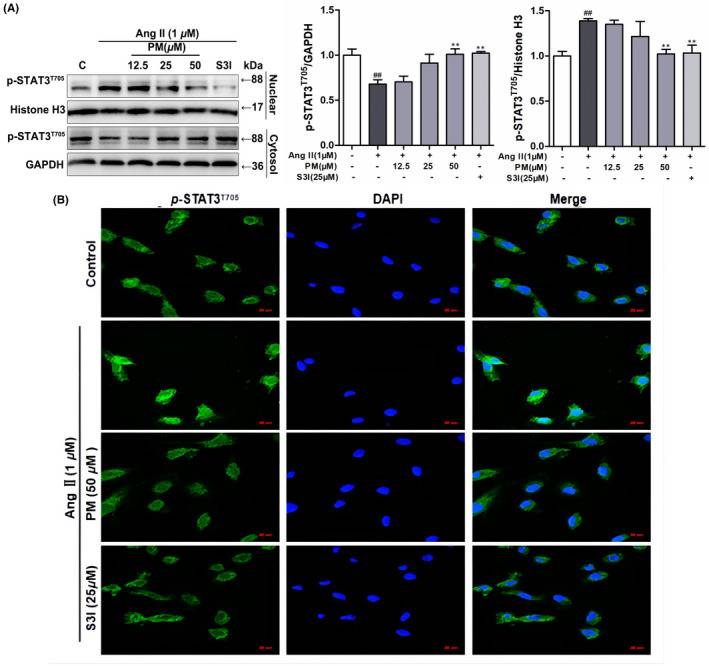 (A)
Ang II (1 μM)
PM(μM)
C - 12.5 25 50 S3I kDa
p-STAT3T705 ←88
Histone H3 ←17
Nuclear
p-STAT3T705 ←88
GAPDH ←36
Cytosol
p-STAT3T705/GAPDH
1.5
1.0
0.5
0.0
##
**
**
Ang II(1μM) - + + + + +
PM(μM) - - 12.5 25 50 -
S3I(25μM) - - - - - +
p-STAT3T705/Histone H3
1.5
1.0
0.5
0.0
##
**
**
Ang II(1μM) - + + + + +
PM(μM) - - 12.5 25 50 -
S3I(25μM) - - - - - +
(B)
p-STAT3T705 DAPI Merge
Control
Ang II (1 μM)
PM (50 μM)
S3I (25μM)